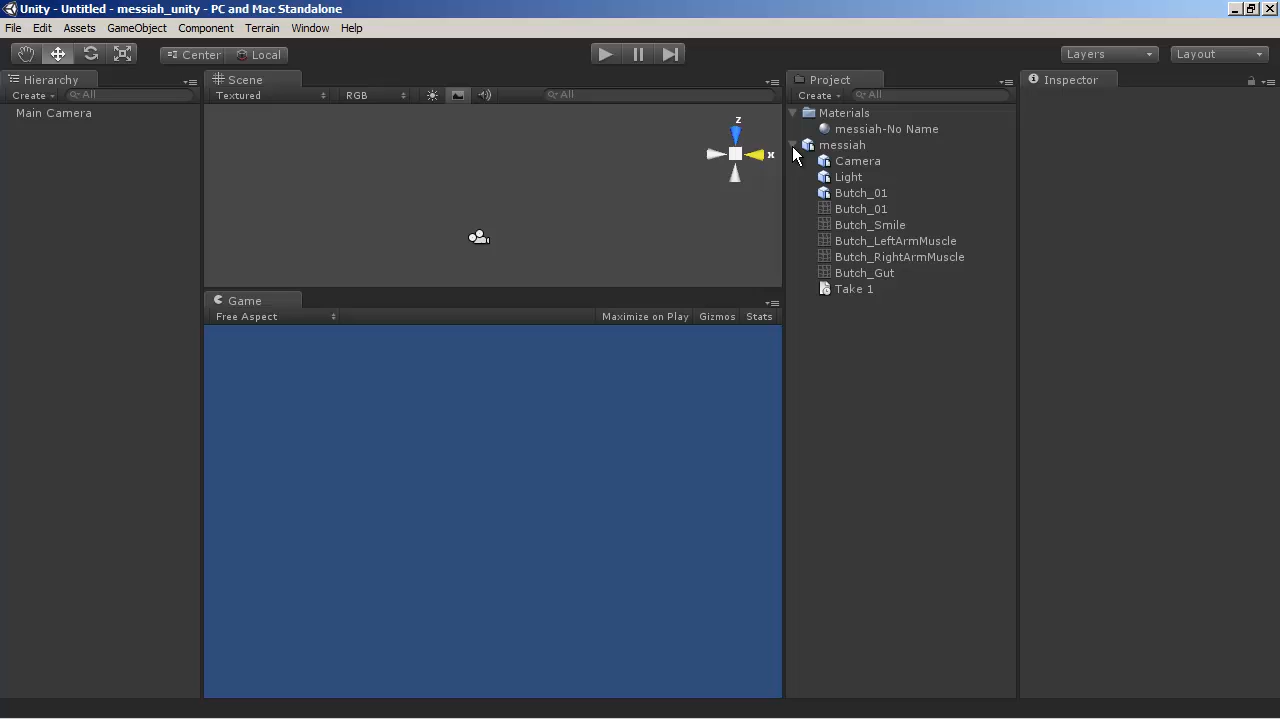 Unity - Untitled - messiah_unity - PC and Mac Standalone
File Edit Assets GameObject Component Terrain Window Help
Center Local Layers Layout
Hierarchy Scene Project Inspector
Create All Textured RGB All Create All
Main Camera
z
x
Materials
messiah-No Name
messiah
Camera
Light
Butch_01
Butch_01
Butch_Smile
Butch_LeftArmMuscle
Butch_RightArmMuscle
Butch_Gut
Take 1
Game
Free Aspect Maximize on Play Gizmos Stats